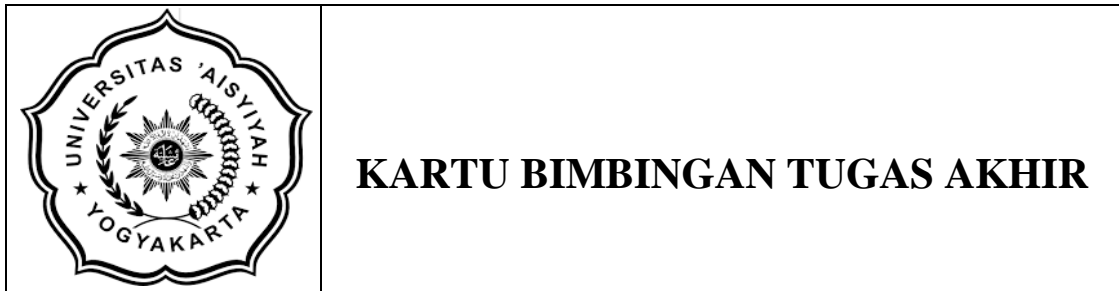 UNIVERSITAS 'AISYIYAH
YOGYAKARTA
KARTU BIMBINGAN TUGAS AKHIR